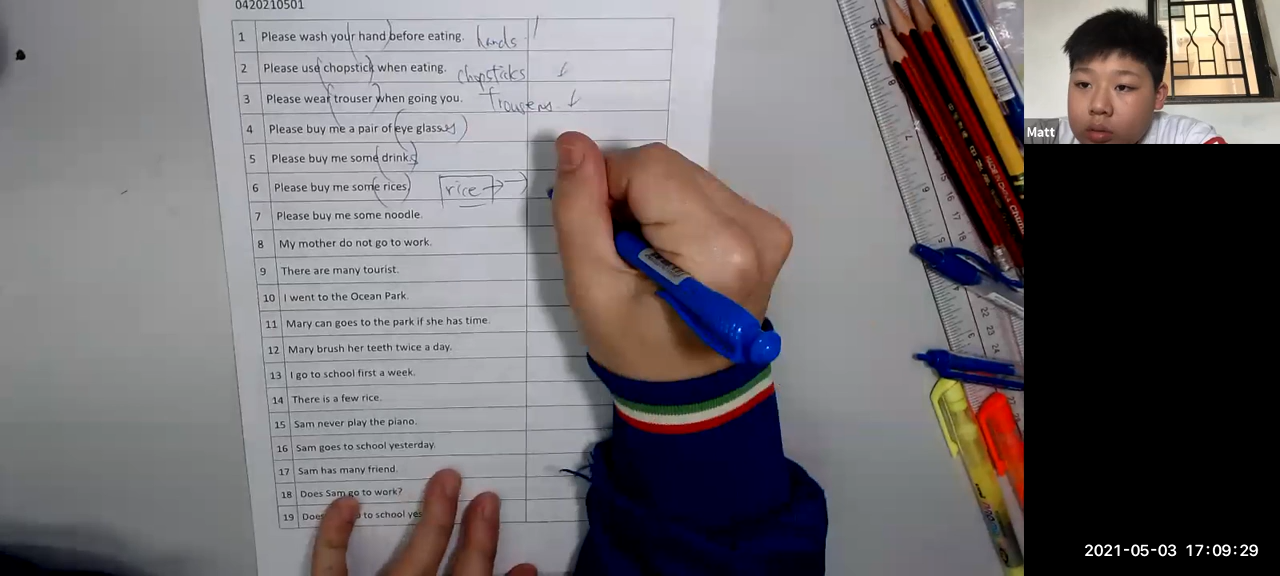 0420210501
1 Please wash your hand before eating. hands
2 Please use chopstick when eating. chopsticks
3 Please wear trouser when going you. Trousers
4 Please buy me a pair of eye glasses
5 Please buy me some drinks
6 Please buy me some rices rice
7 Please buy me some noodle.
8 My mother do not go to work.
9 There are many tourist.
10 I went to the Ocean Park.
11 Mary can goes to the park if she has time.
12 Mary brush her teeth twice a day.
13 I go to school first a week.
14 There is a few rice.
15 Sam never play the piano.
16 Sam goes to school yesterday.
17 Sam has many friend.
18 Does Sam go to work?
19 to school
Matt
2021-05-03 17:09:29